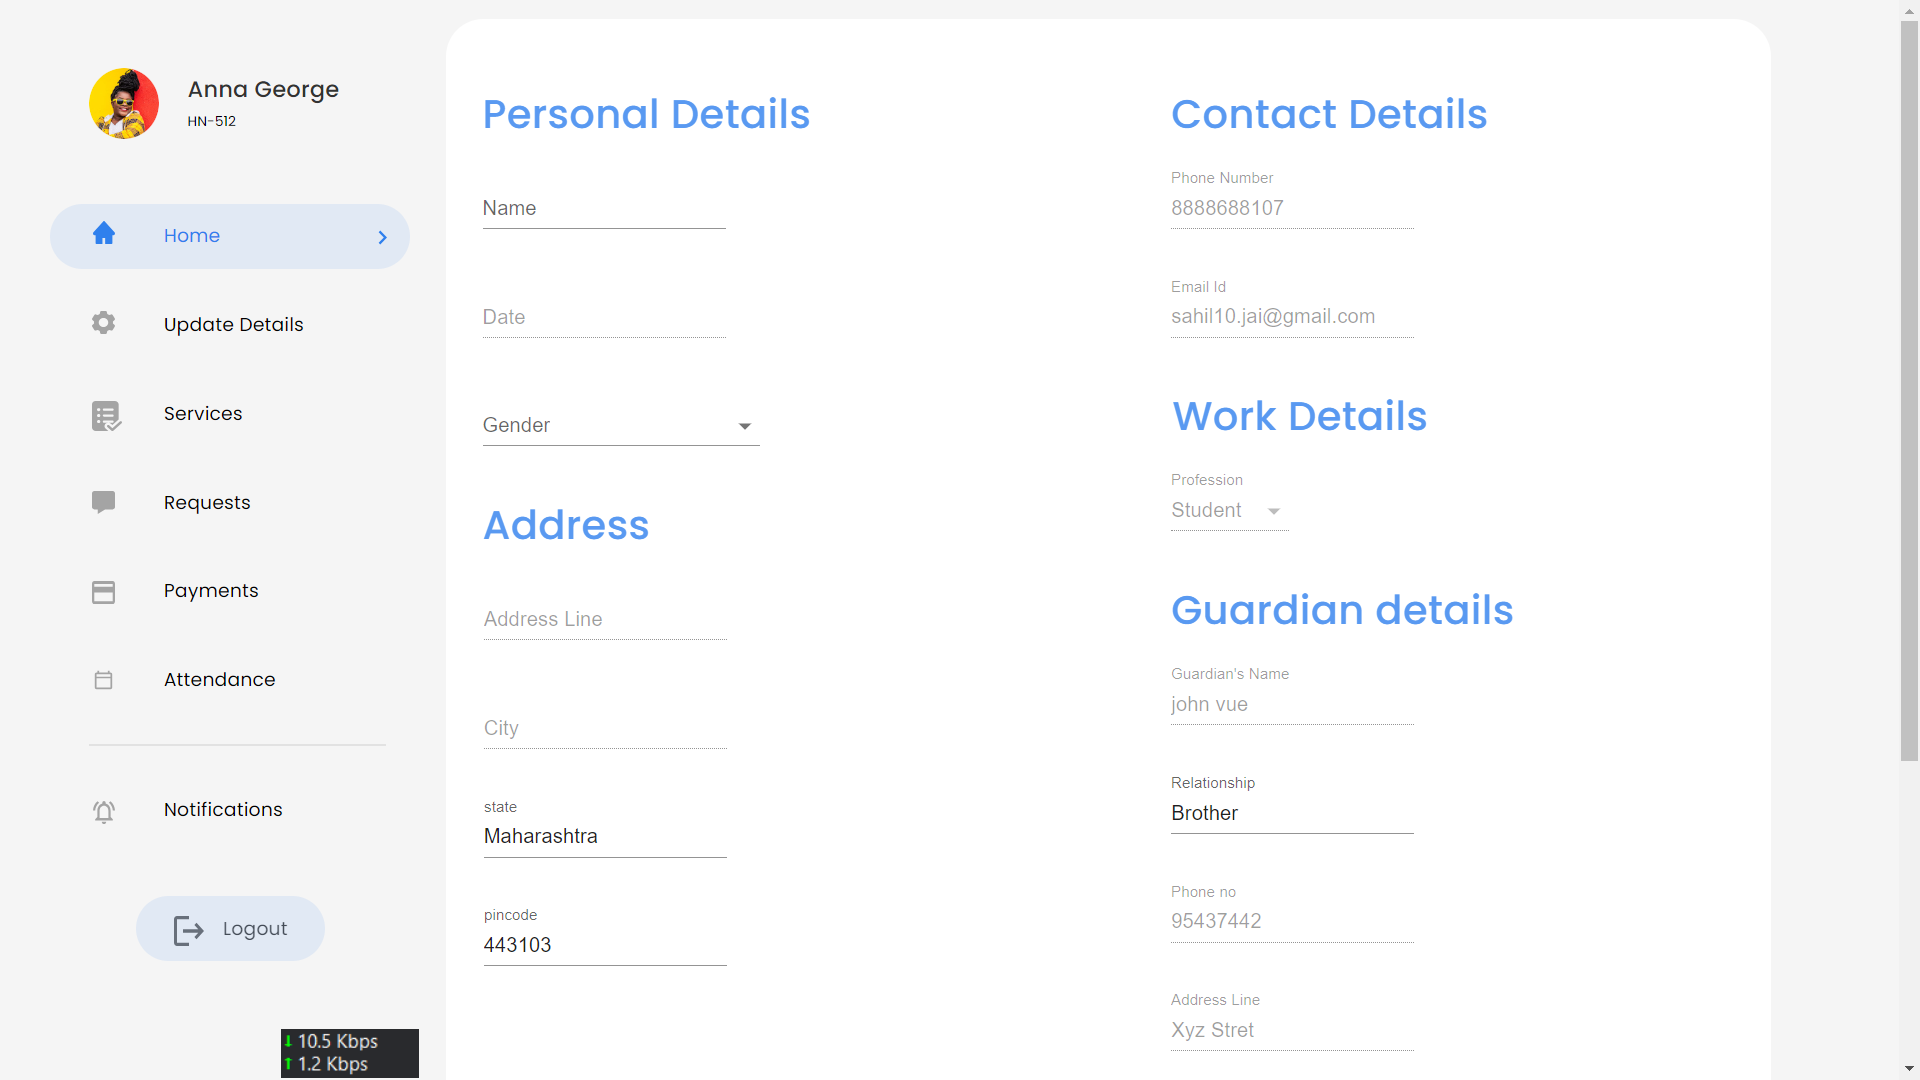 Anna George
HN-512
Home
Update Details
Services
Requests
Payments
Attendance
Notifications
Logout
10.5 Kbps
1.2 Kbps
Personal Details
Name
Date
Gender
Address
Address Line
City
state
Maharashtra
pincode
443103
Contact Details
Phone Number
8888688107
Email Id
sahil10.jai@gmail.com
Work Details
Profession
Student
Guardian details
Guardian's Name
john vue
Relationship
Brother
Phone no
95437442
Address Line
Xyz Stret